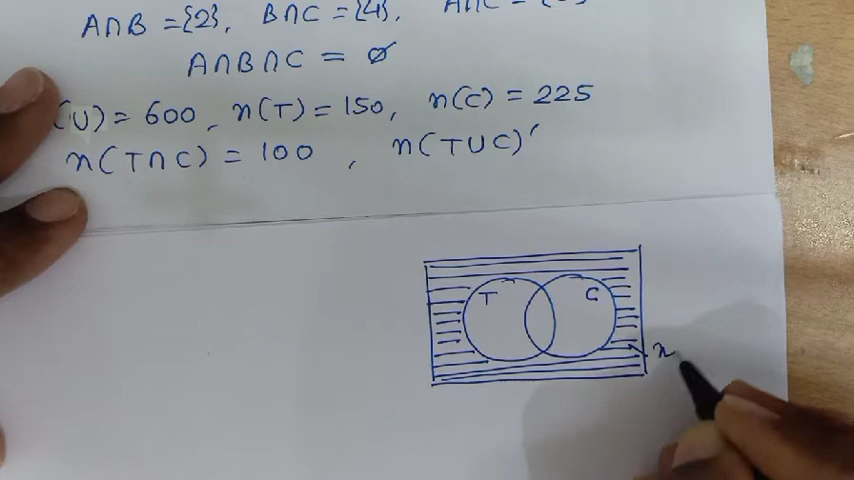 A∩B = {2}, B∩C = {4}, A∩C = {
A∩B∩C = ∅
(U) = 600, n(T) = 150, n(C) = 225
n(T∩C) = 100, n(T∪C)′
T C
n